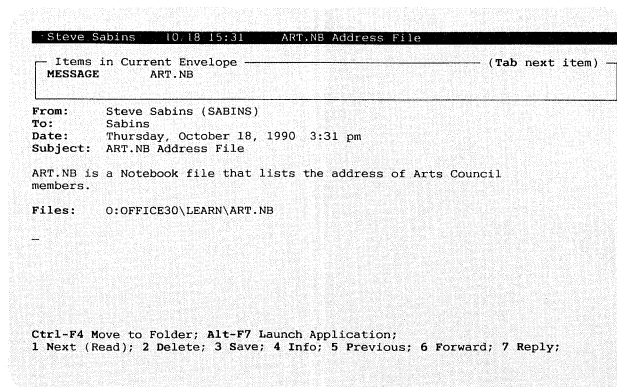 Steve Sabins 10.18 15:31 ART.NB Address File
Items in Current Envelope (Tab next item)
MESSAGE ART.NB
From: Steve Sabins (SABINS)
To: Sabins
Date: Thursday, October 18, 1990 3:31 pm
Subject: ART.NB Address File
ART.NB is a Notebook file that lists the address of Arts Council
members.
Files: O:OFFICE30\LEARN\ART.NB
Ctrl-F4 Move to Folder; Alt-F7 Launch Application;
1 Next (Read); 2 Delete; 3 Save; 4 Info; 5 Previous; 6 Forward; 7 Reply;